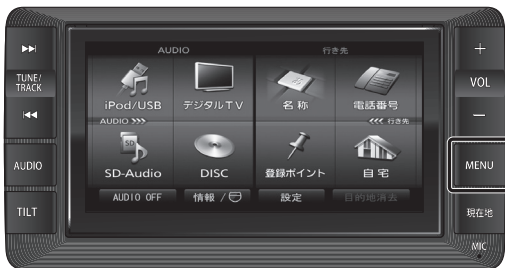 AUDIO 行き先
iPod/USB デジタルTV 名称 電話番号
AUDIO >>> <<< 行き先
SD
SD-Audio DISC 登録ポイント 自宅
AUDIO OFF 情報 / 設定 目的地消去
TUNE/
TRACK
AUDIO
TILT
+
VOL
−
MENU
現在地
MIC